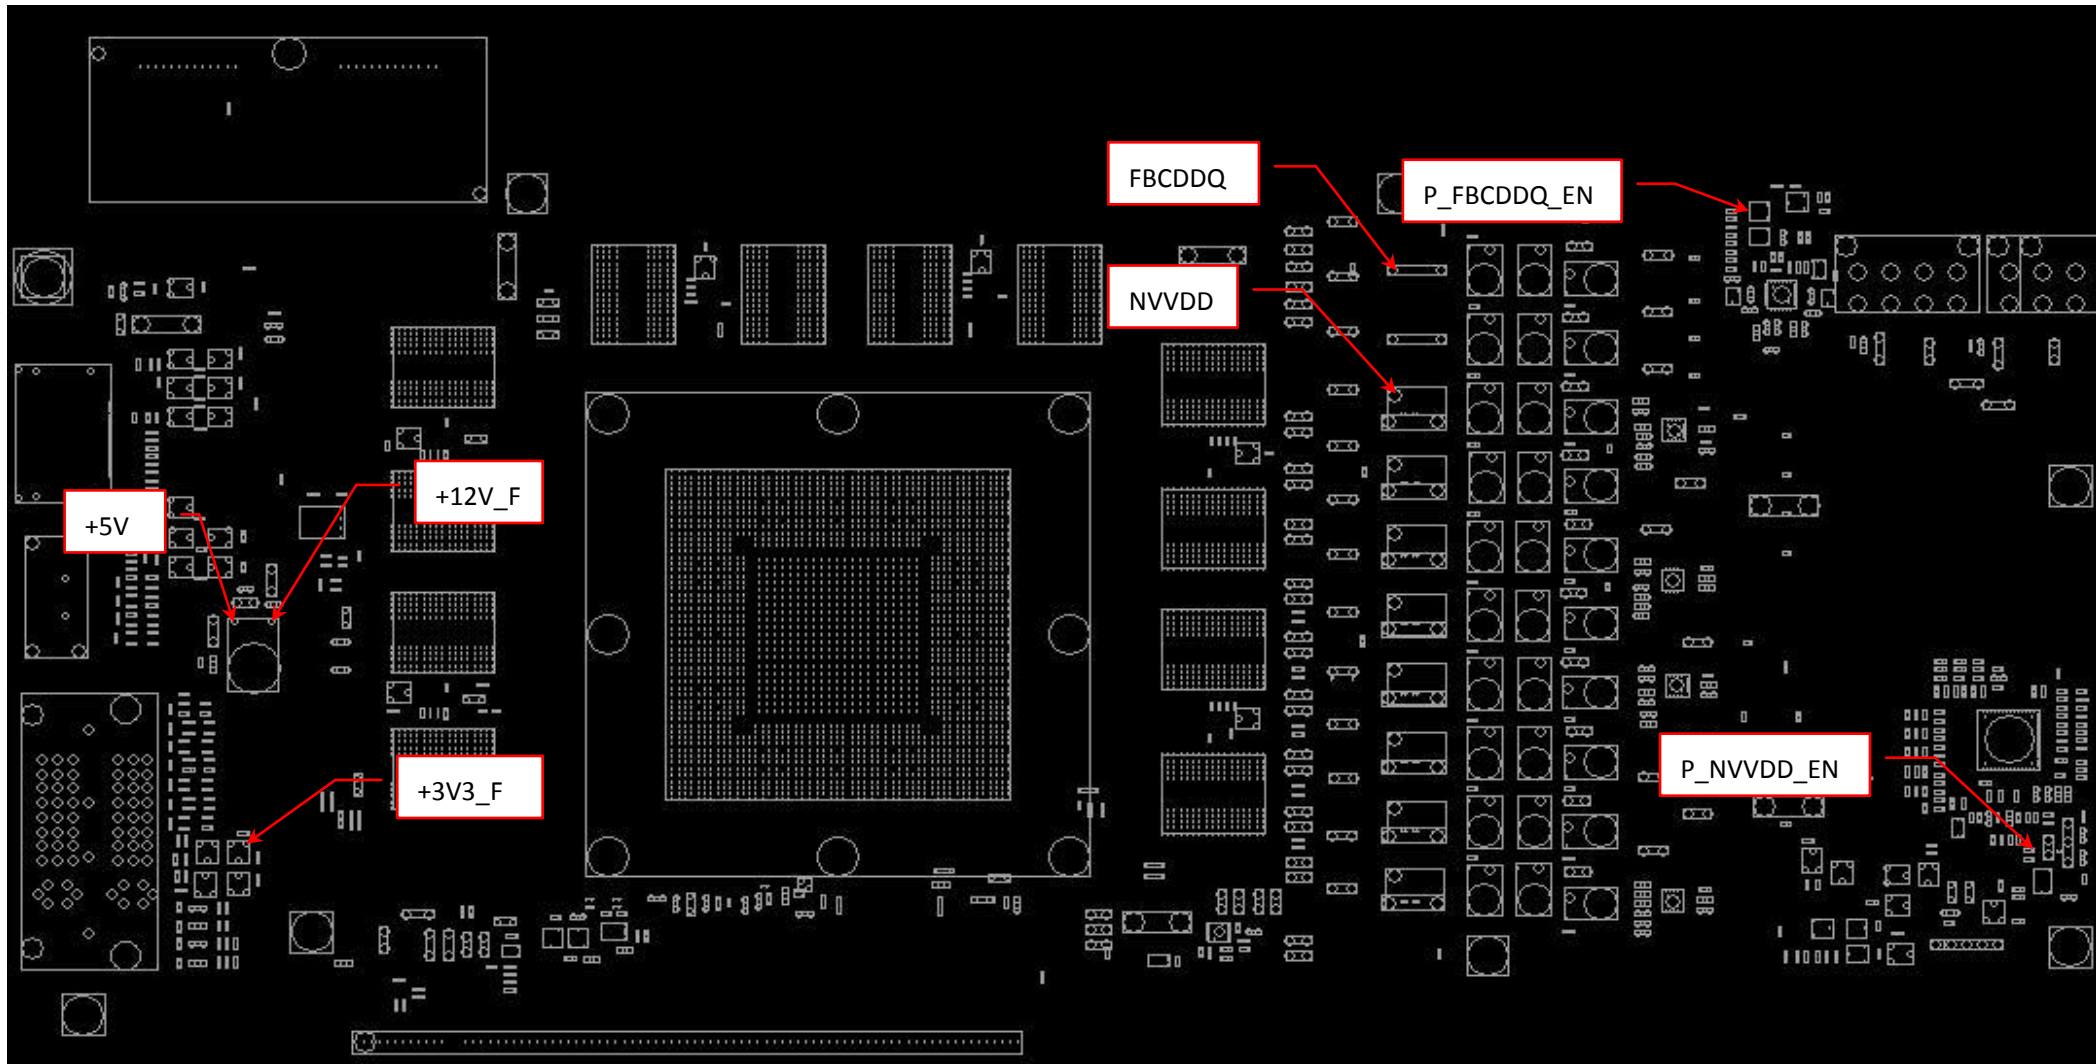 FBCDDQ
P_FBCDDQ_EN
NVVDD
+12V_F
+5V
P_NVVDD_EN
+3V3_F